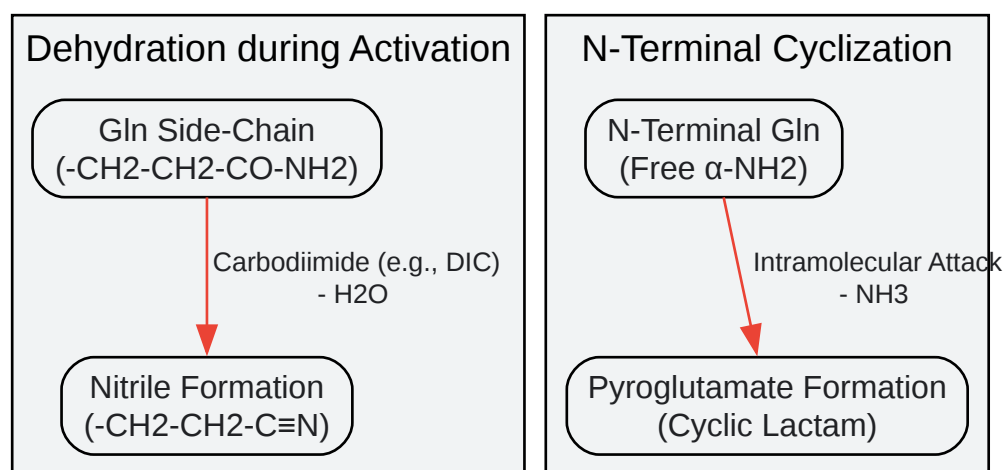 Dehydration during Activation
Gln Side-Chain
(-CH2-CH2-CO-NH2)
Carbodiimide (e.g., DIC)
- H2O
Nitrile Formation
(-CH2-CH2-C≡N)
N-Terminal Cyclization
N-Terminal Gln
(Free α-NH2)
Intramolecular Attack
- NH3
Pyroglutamate Formation
(Cyclic Lactam)